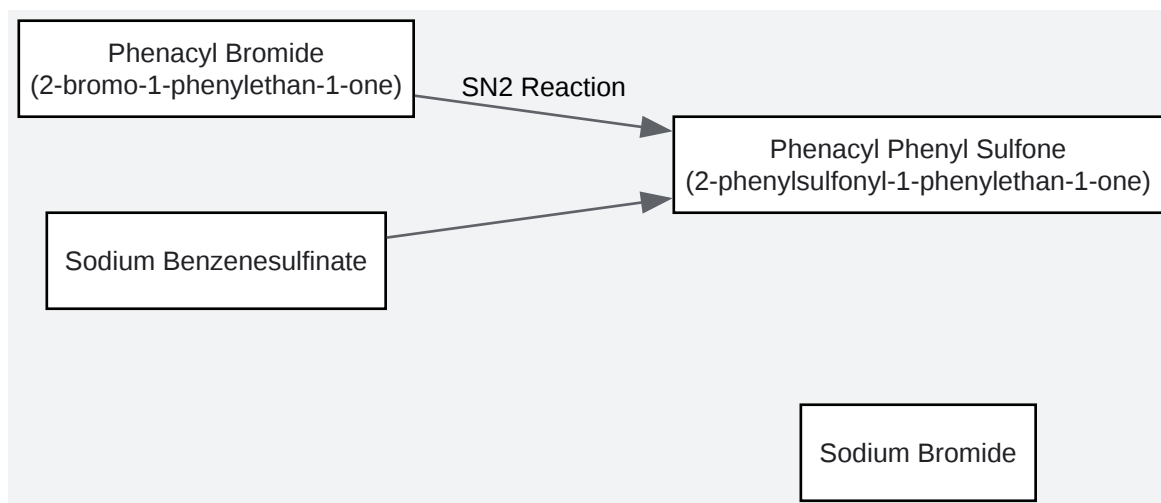 Phenacyl Bromide
(2-bromo-1-phenylethan-1-one)
SN2 Reaction
Phenacyl Phenyl Sulfone
(2-phenylsulfonyl-1-phenylethan-1-one)
Sodium Benzenesulfinate
Sodium Bromide